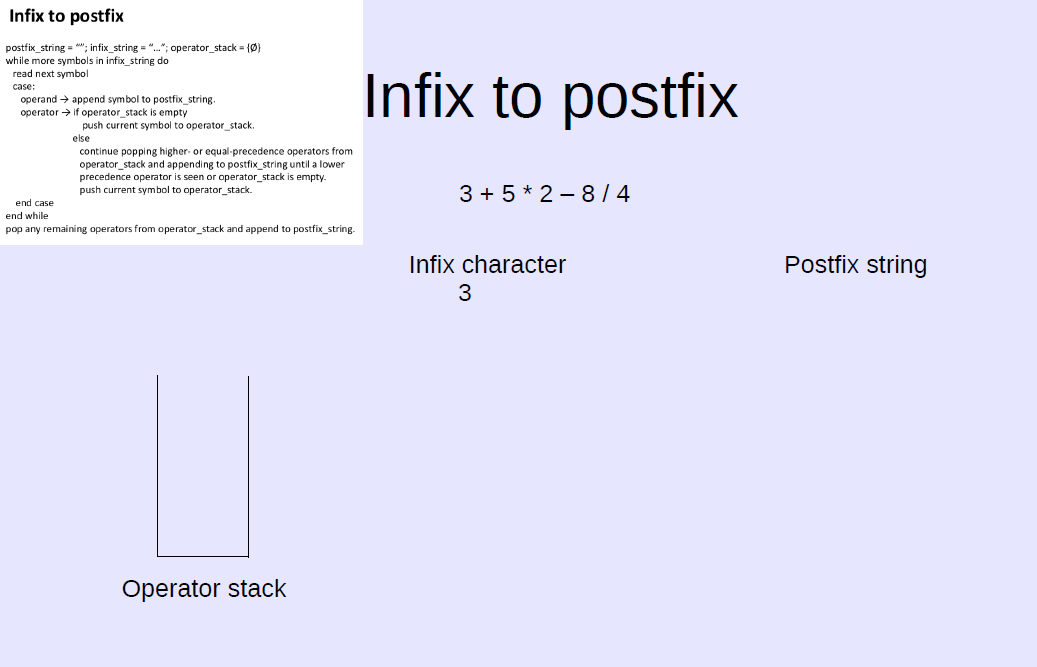 Infix to postfix
postfix_string = “”; infix_string = “…”; operator_stack = {Ø}
while more symbols in infix_string do
read next symbol
case:
operand → append symbol to postfix_string.
operator → if operator_stack is empty
push current symbol to operator_stack.
else
continue popping higher- or equal-precedence operators from
operator_stack and appending to postfix_string until a lower
precedence operator is seen or operator_stack is empty.
push current symbol to operator_stack.
end case
end while
pop any remaining operators from operator_stack and append to postfix_string.
Infix to postfix
3 + 5 * 2 – 8 / 4
Infix character
3
Postfix string
Operator stack